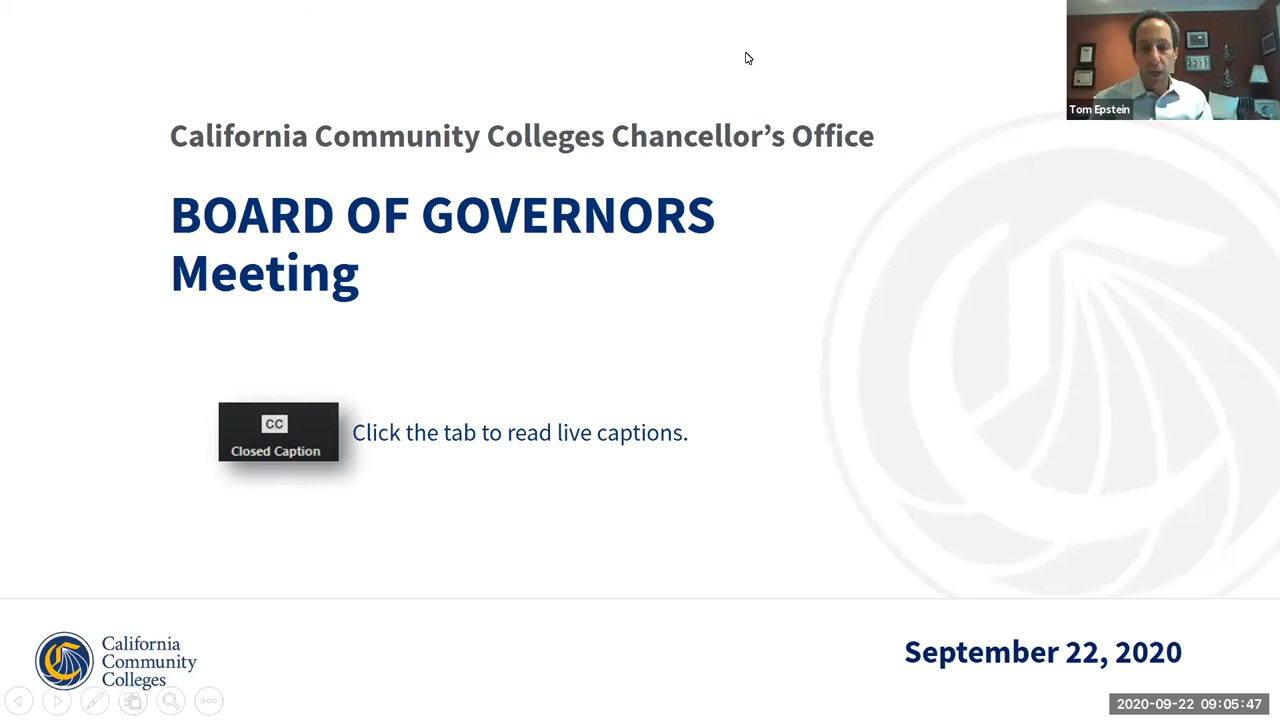 Tom Epstein
California Community Colleges Chancellor’s Office
BOARD OF GOVERNORS
Meeting
CC
Closed Caption
Click the tab to read live captions.
California
Community
Colleges
September 22, 2020
2020-09-22 09:05:47